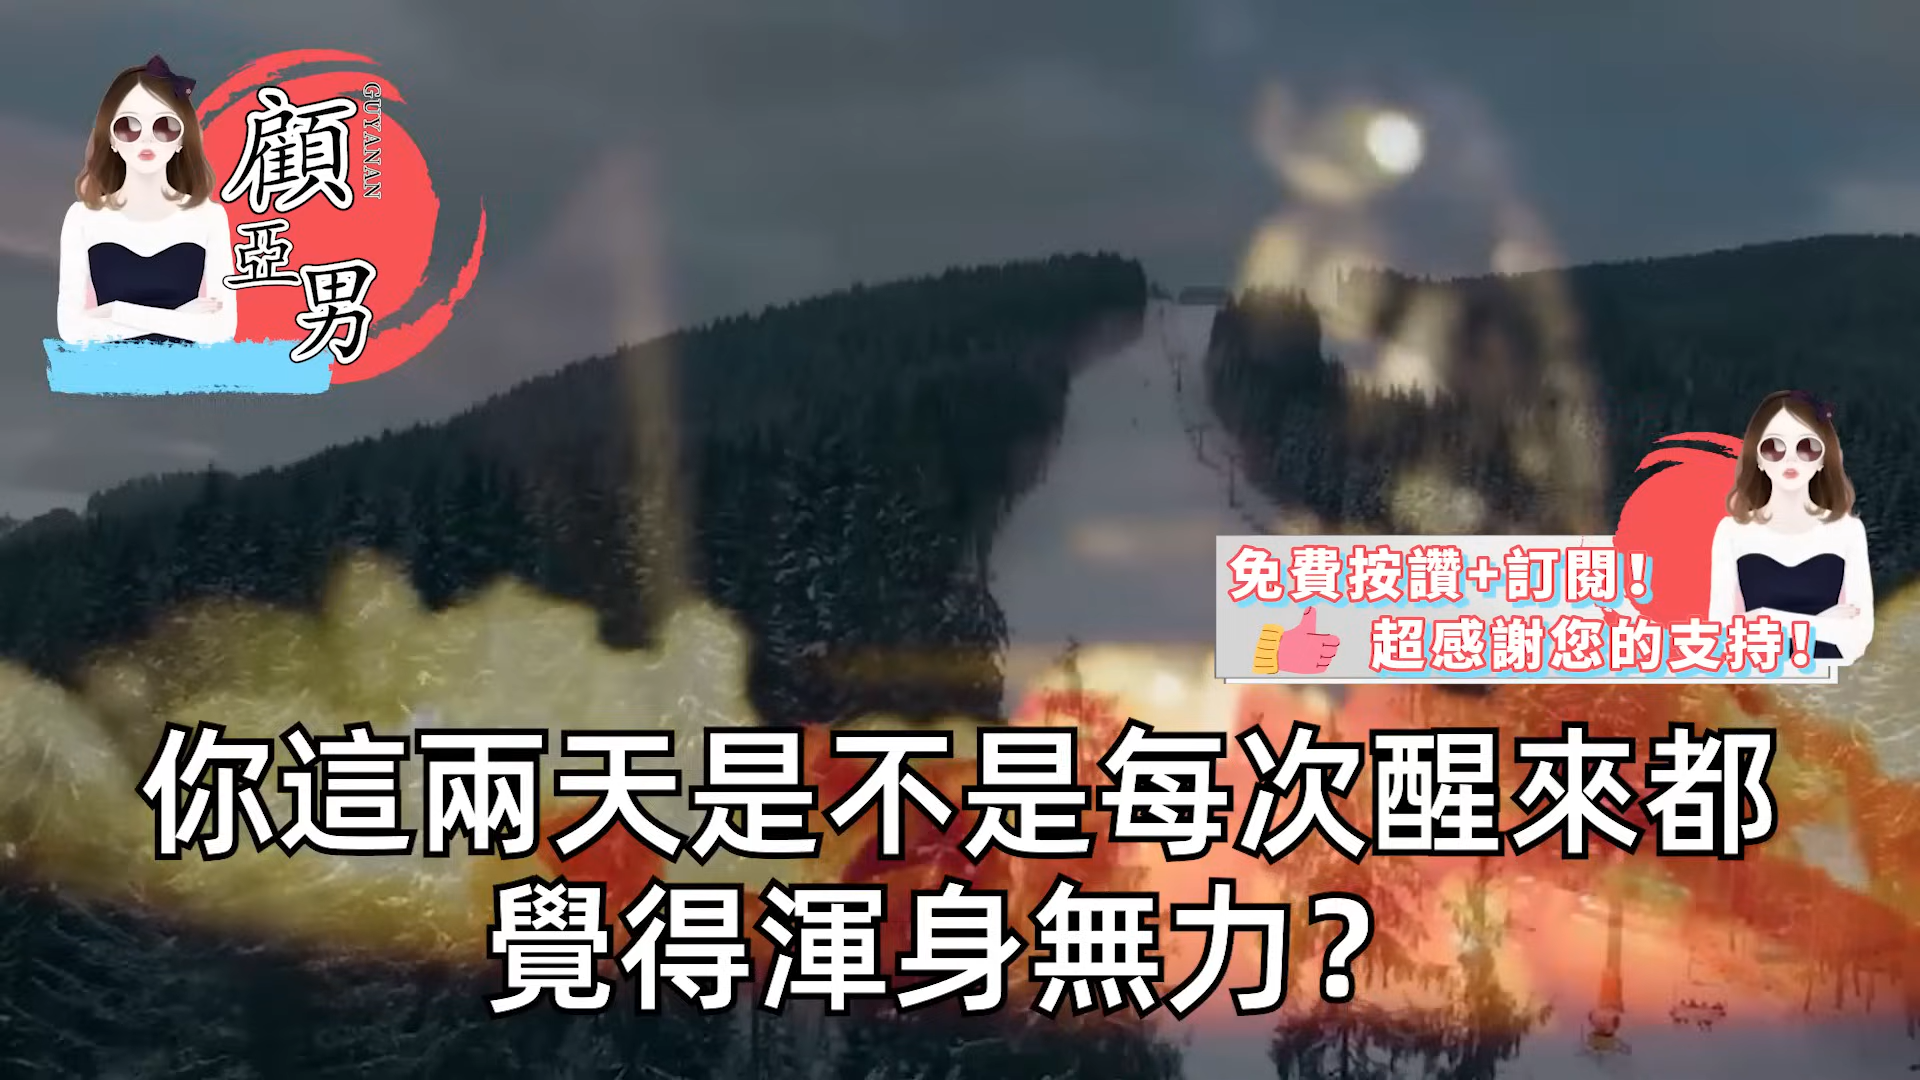 顧亞男
GUYANAN
免費按讚+訂閱!
超感謝您的支持!
你這兩天是不是每次醒來都
覺得渾身無力?